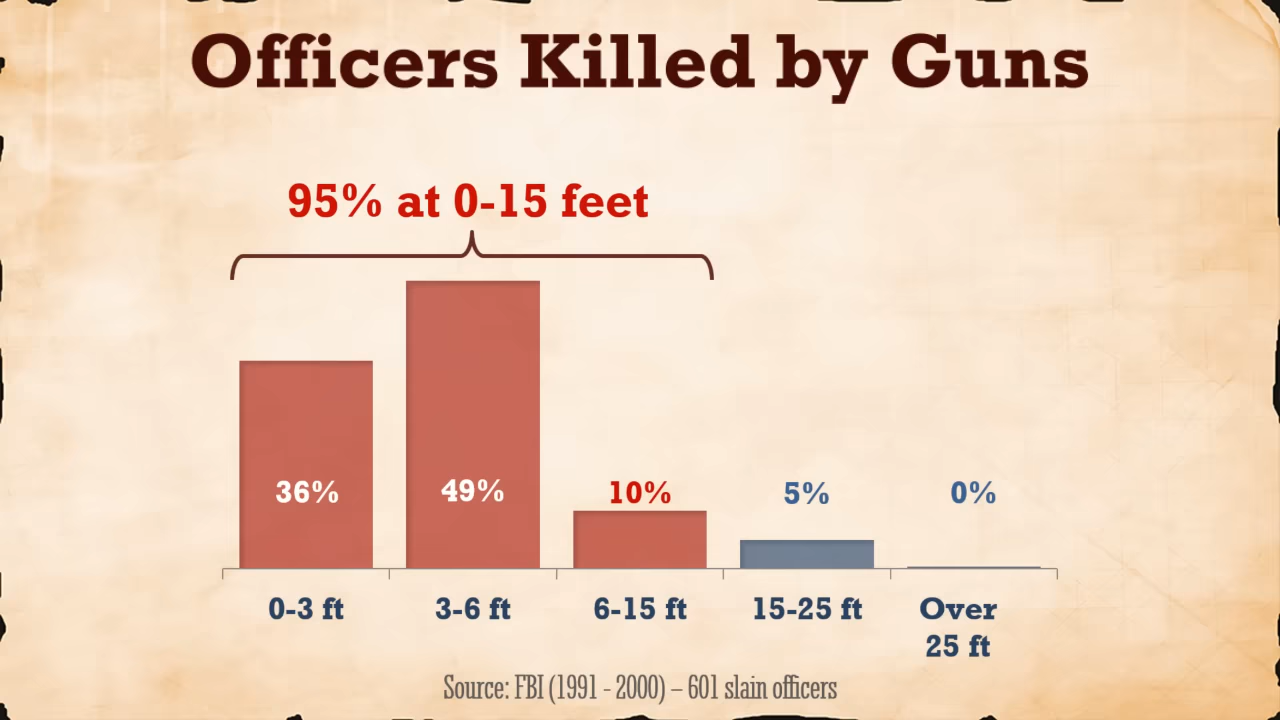 Officers Killed by Guns
95% at 0-15 feet
36%
49%
10%
5%
0%
0-3 ft
3-6 ft
6-15 ft
15-25 ft
Over
25 ft
Source: FBI (1991 - 2000) – 601 slain officers